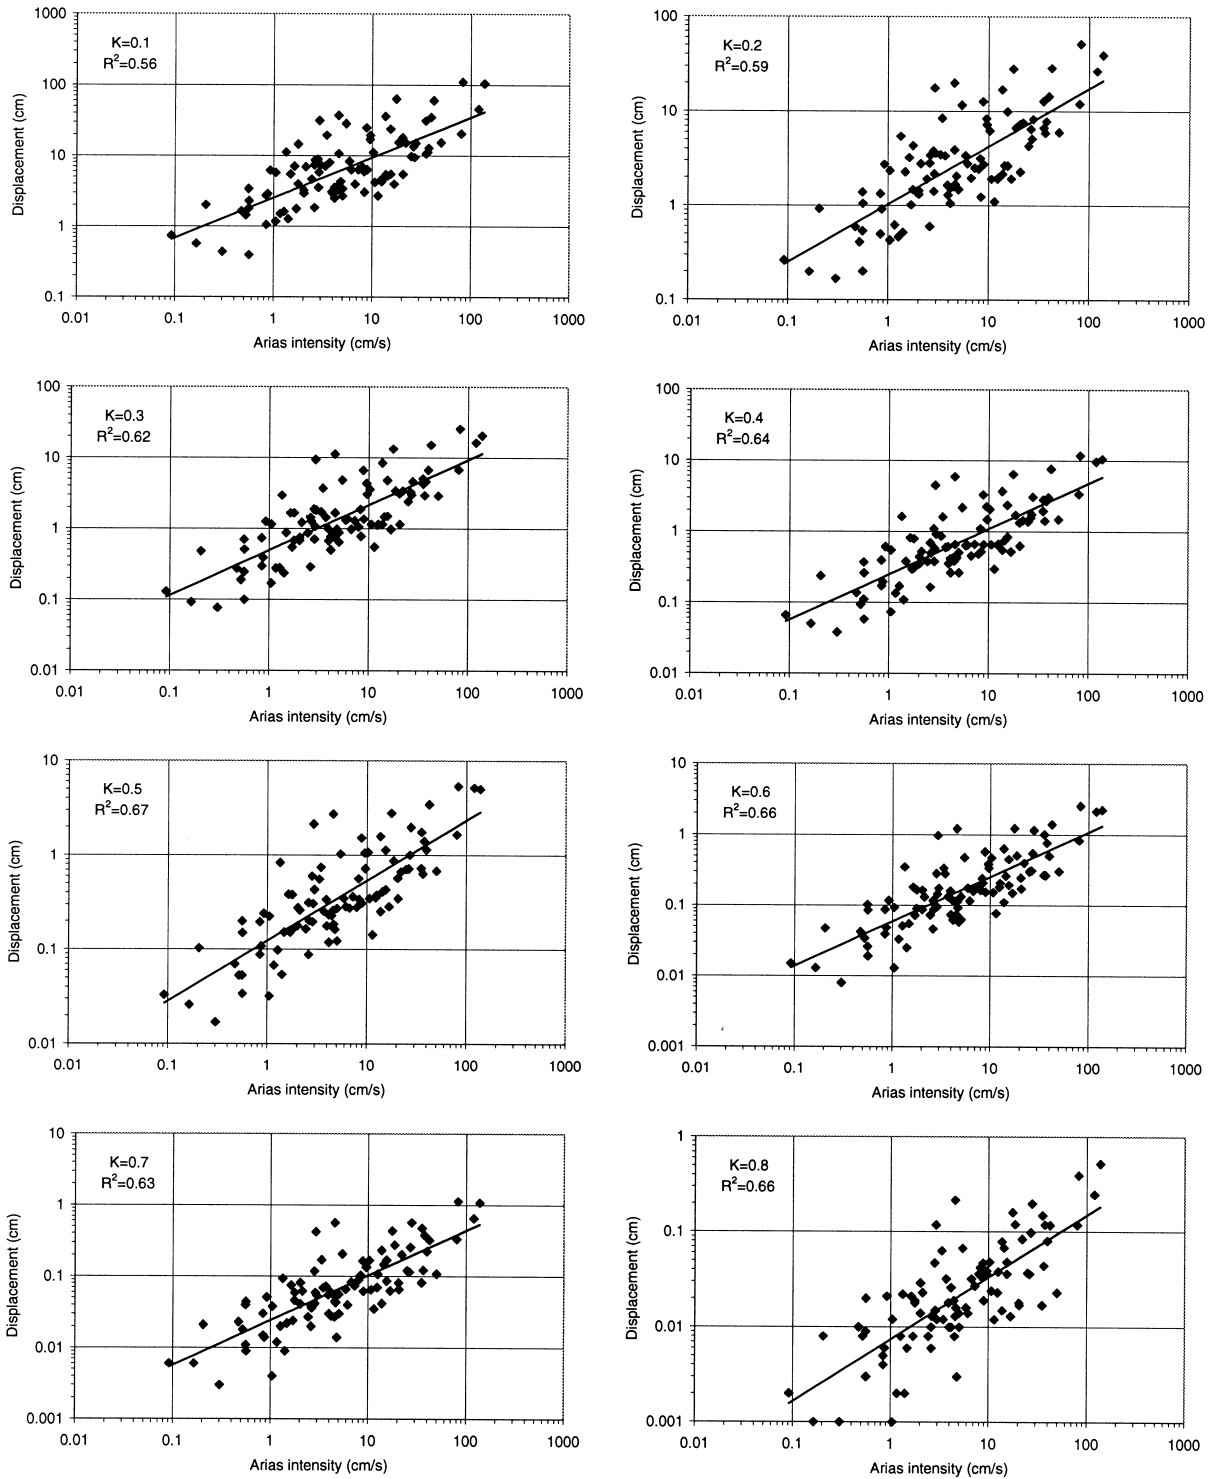 1000
K=0.1
R²=0.56
100
10
1
0.1
Displacement (cm)
0.01 0.1 1 10 100 1000
Arias intensity (cm/s)
100
K=0.2
R²=0.59
10
1
0.1
Displacement (cm)
0.01 0.1 1 10 100 1000
Arias intensity (cm/s)
100
K=0.3
R²=0.62
10
1
0.1
0.01
Displacement (cm)
0.01 0.1 1 10 100 1000
Arias intensity (cm/s)
100
K=0.4
R²=0.64
10
1
0.1
0.01
Displacement (cm)
0.01 0.1 1 10 100 1000
Arias intensity (cm/s)
10
K=0.5
R²=0.67
1
0.1
0.01
Displacement (cm)
0.01 0.1 1 10 100 1000
Arias intensity (cm/s)
10
K=0.6
R²=0.66
1
0.1
0.01
0.001
Displacement (cm)
0.01 0.1 1 10 100 1000
Arias intensity (cm/s)
10
K=0.7
R²=0.63
1
0.1
0.01
0.001
Displacement (cm)
0.01 0.1 1 10 100 1000
Arias intensity (cm/s)
1
K=0.8
R²=0.66
0.1
0.01
0.001
Displacement (cm)
0.01 0.1 1 10 100 1000
Arias intensity (cm/s)